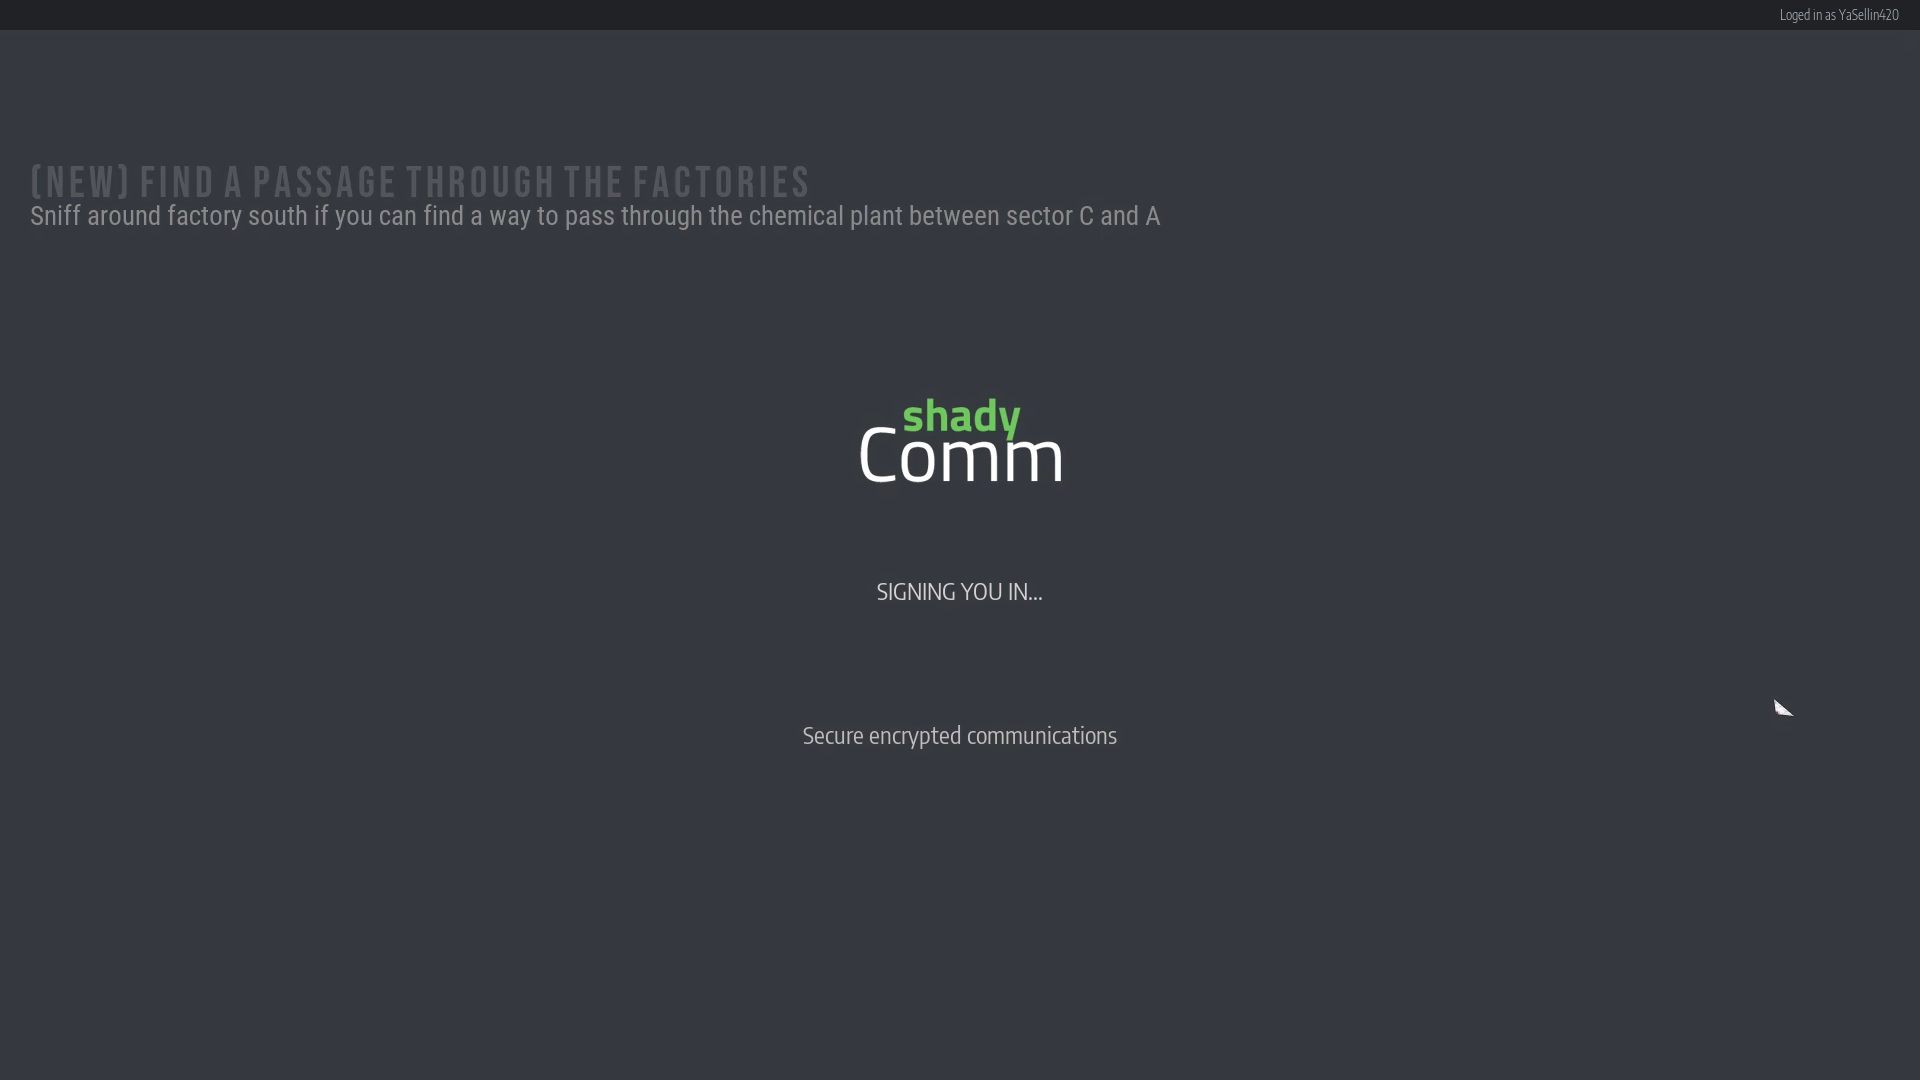 Loged in as YaSellin420
(NEW) FIND A PASSAGE THROUGH THE FACTORIES
Sniff around factory south if you can find a way to pass through the chemical plant between sector C and A
shady
Comm
SIGNING YOU IN...
Secure encrypted communications